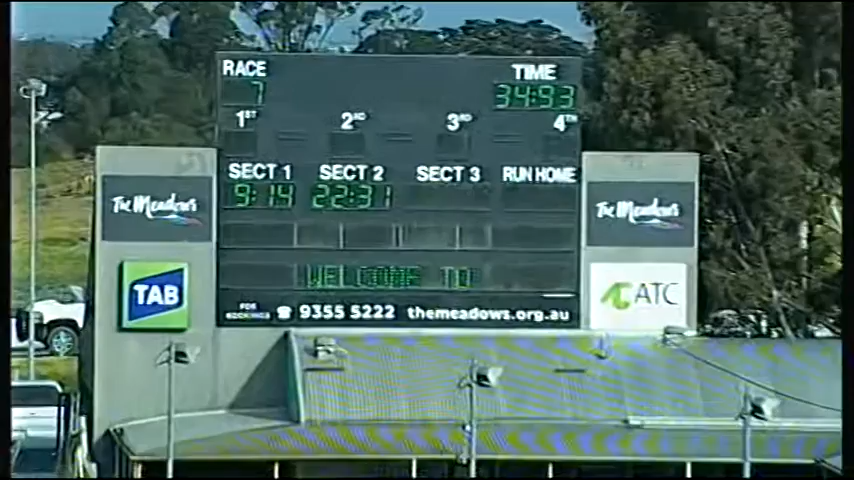 RACE TIME
7 34:93
1ST 2ND 3RD 4TH
SECT 1 SECT 2 SECT 3 RUN HOME
9:14 22:31
The Meadows
The Meadows
WELCOME TO
TAB
ATC
FOR BOOKINGS 9355 5222 themeadows.org.au